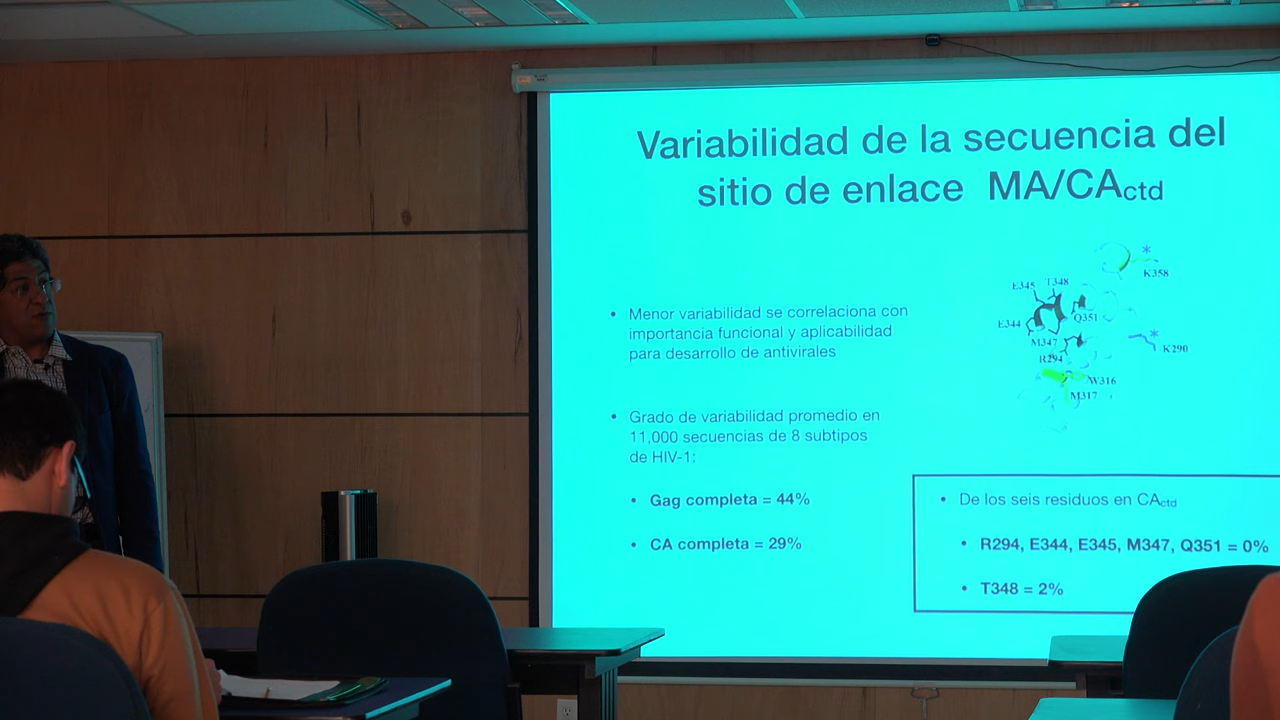 Variabilidad de la secuencia del
sitio de enlace MA/CActd
• Menor variabilidad se correlaciona con
importancia funcional y aplicabilidad
para desarrollo de antivirales
• Grado de variabilidad promedio en
11,000 secuencias de 8 subtipos
de HIV-1:
• Gag completa = 44%
• CA completa = 29%
*
K358
E345 T348
Q351
E344
M347
R294
*
K290
W316
M317
• De los seis residuos en CActd
• R294, E344, E345, M347, Q351 = 0%
• T348 = 2%